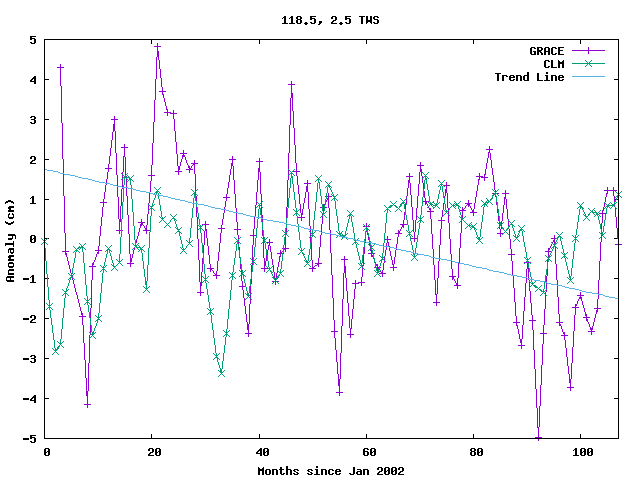 118.5, 2.5 TWS
GRACE
CLM
Trend Line
5
4
3
2
1
0
-1
-2
-3
-4
-5
Anomaly (cm)
0 20 40 60 80 100
Months since Jan 2002